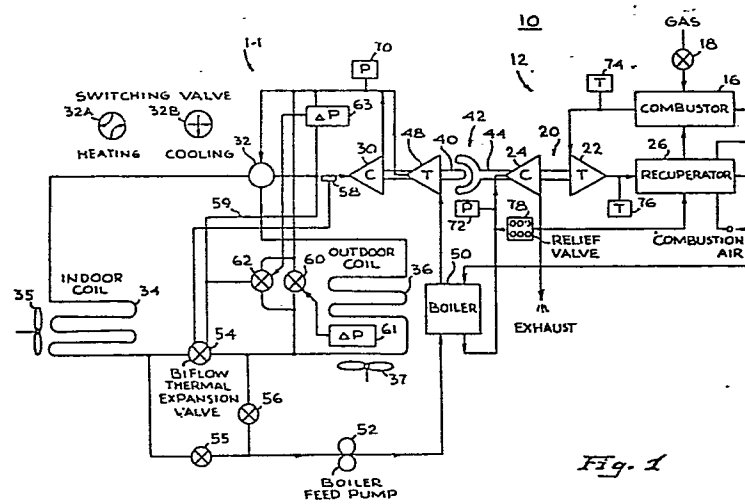 10
GAS
70
1-1
12
74
18
P
T
16
SWITCHING VALVE
32A
32B
63
ΔP
42
COMBUSTOR
HEATING
COOLING
48
40
44
20
24
22
26
32
30
C
T
C
T
RECUPERATOR
58
59
P
72
78
T
76
62
60
OUTDOOR
COIL
RELIEF
VALVE
COMBUSTION
AIR
INDOOR
COIL
34
36
50
35
54
ΔP
61
BOILER
EXHAUST
BIFLOW
THERMAL
EXPANSION
VALVE
37
56
55
52
BOILER
FEED PUMP
Fig. 1